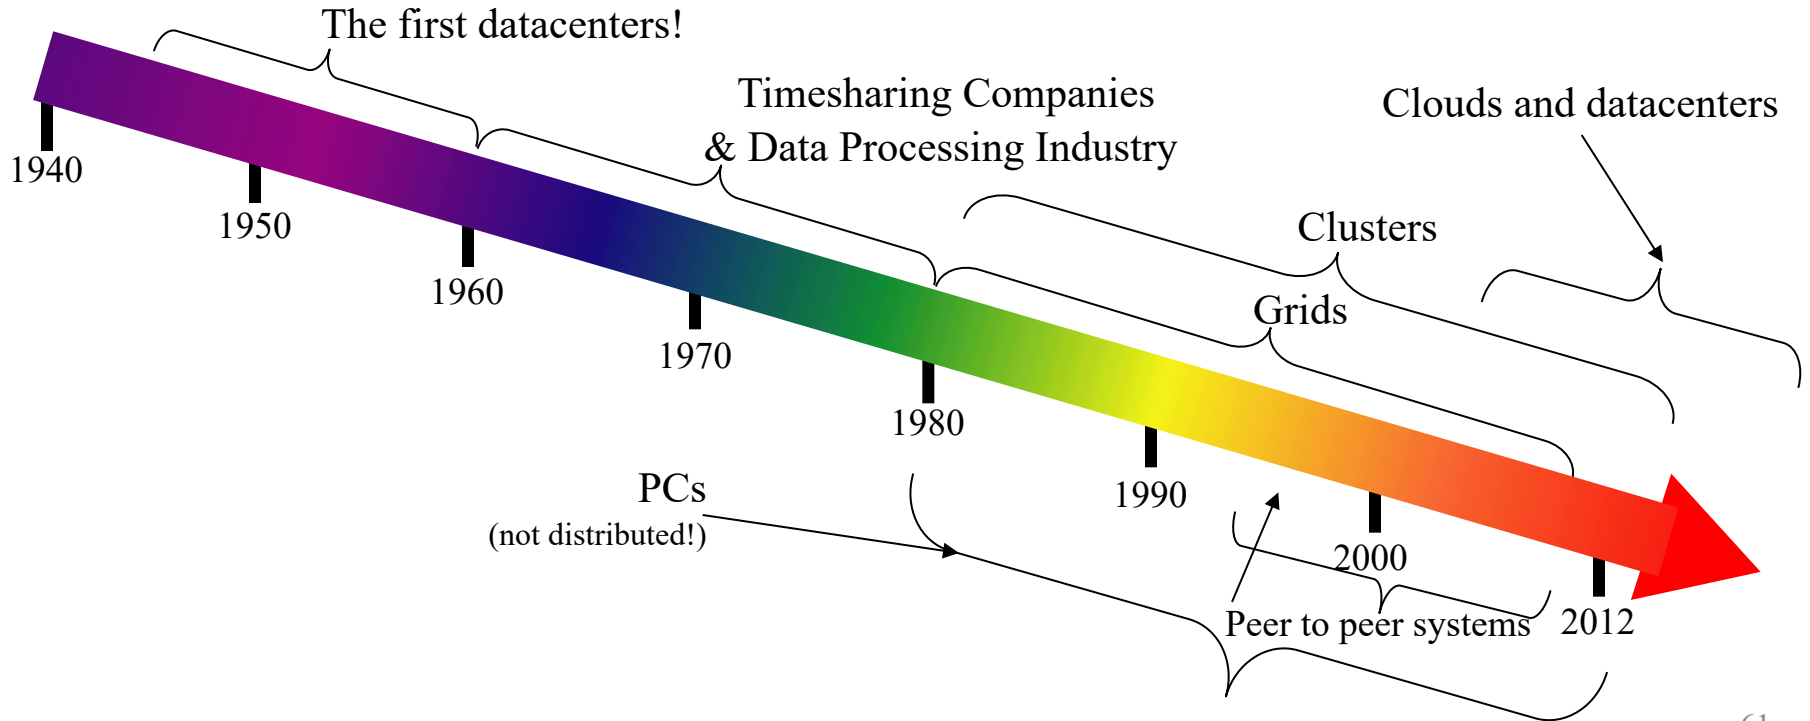 The first datacenters!
Timesharing Companies
& Data Processing Industry
Clouds and datacenters
Clusters
Grids
1940
1950
1960
1970
1980
1990
2000
2012
PCs
(not distributed!)
Peer to peer systems